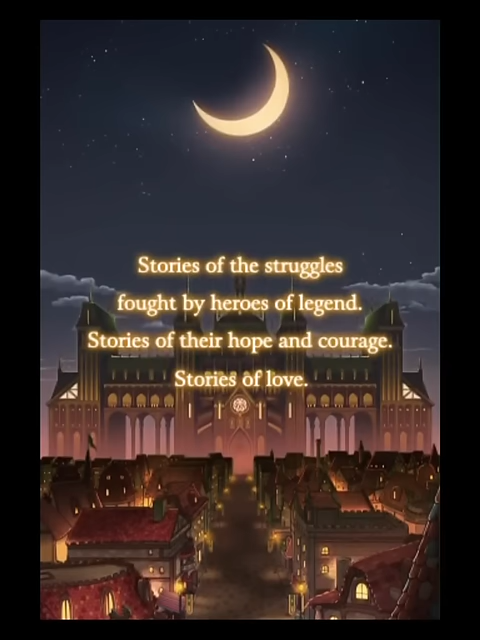 Stories of the struggles
fought by heroes of legend.
Stories of their hope and courage.
Stories of love.